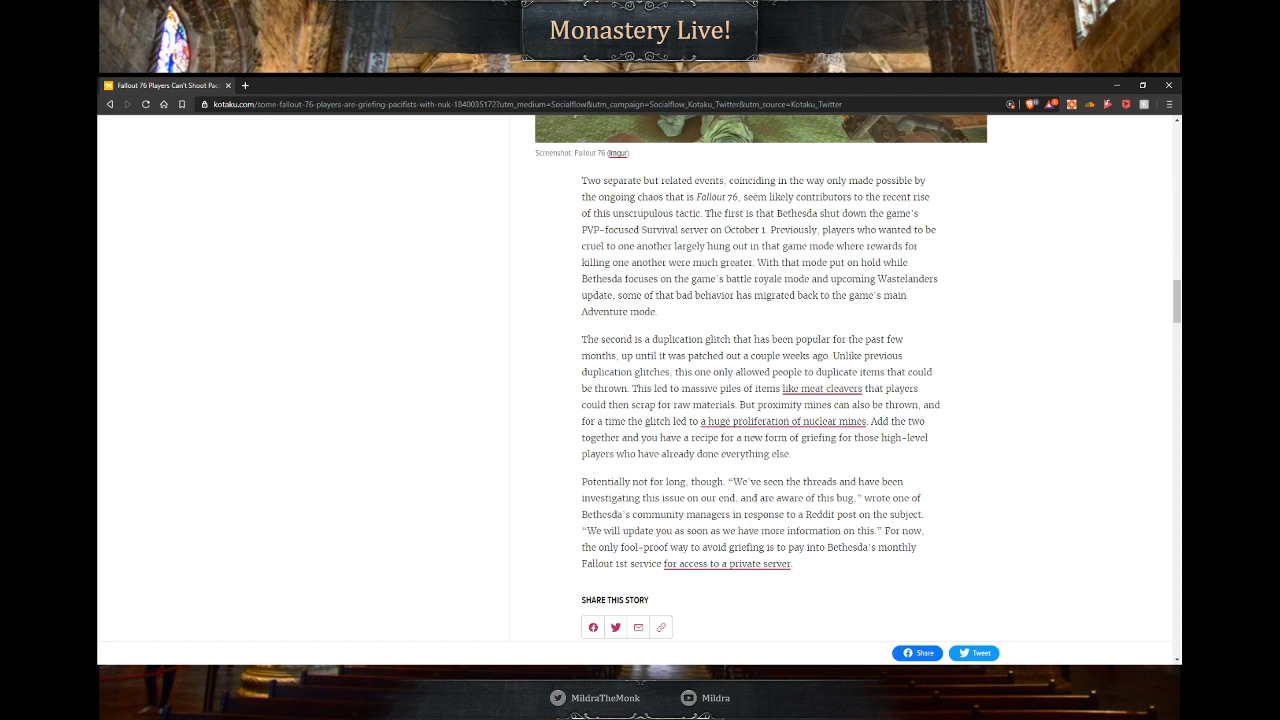 Monastery Live!
Fallout 76 Players Can't Shoot Pac
kotaku.com/some-fallout-76-players-are-griefing-pacifists-with-nuk-1840035172?utm_medium=Socialflow&utm_campaign=Socialflow_Kotaku_Twitter&utm_source=Kotaku_Twitter
Screenshot: Fallout 76 (Imgur)
Two separate but related events, coinciding in the way only made possible by
the ongoing chaos that is Fallout 76, seem likely contributors to the recent rise
of this unscrupulous tactic. The first is that Bethesda shut down the game's
PVP-focused Survival server on October 1. Previously, players who wanted to be
cruel to one another largely hung out in that game mode where rewards for
killing one another were much greater. With that mode put on hold while
Bethesda focuses on the game's battle royale mode and upcoming Wastelanders
update, some of that bad behavior has migrated back to the game's main
Adventure mode.
The second is a duplication glitch that has been popular for the past few
months, up until it was patched out a couple weeks ago. Unlike previous
duplication glitches, this one only allowed people to duplicate items that could
be thrown. This led to massive piles of items like meat cleavers that players
could then scrap for raw materials. But proximity mines can also be thrown, and
for a time the glitch led to a huge proliferation of nuclear mines. Add the two
together and you have a recipe for a new form of griefing for those high-level
players who have already done everything else.
Potentially not for long, though. “We've seen the threads and have been
investigating this issue on our end, and are aware of this bug,” wrote one of
Bethesda's community managers in response to a Reddit post on the subject.
“We will update you as soon as we have more information on this.” For now,
the only fool-proof way to avoid griefing is to pay into Bethesda's monthly
Fallout 1st service for access to a private server.
SHARE THIS STORY
Share Tweet
MildraTheMonk Mildra